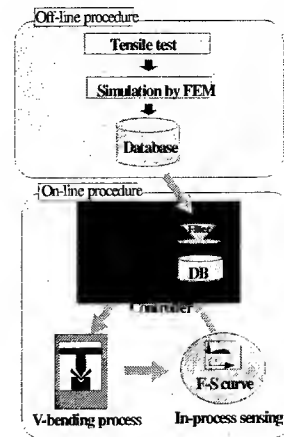 Off-line procedure
Tensile test
Simulation by FEM
Database
On-line procedure
Filter
DB
Controller
F-S curve
V-bending process
In-process sensing